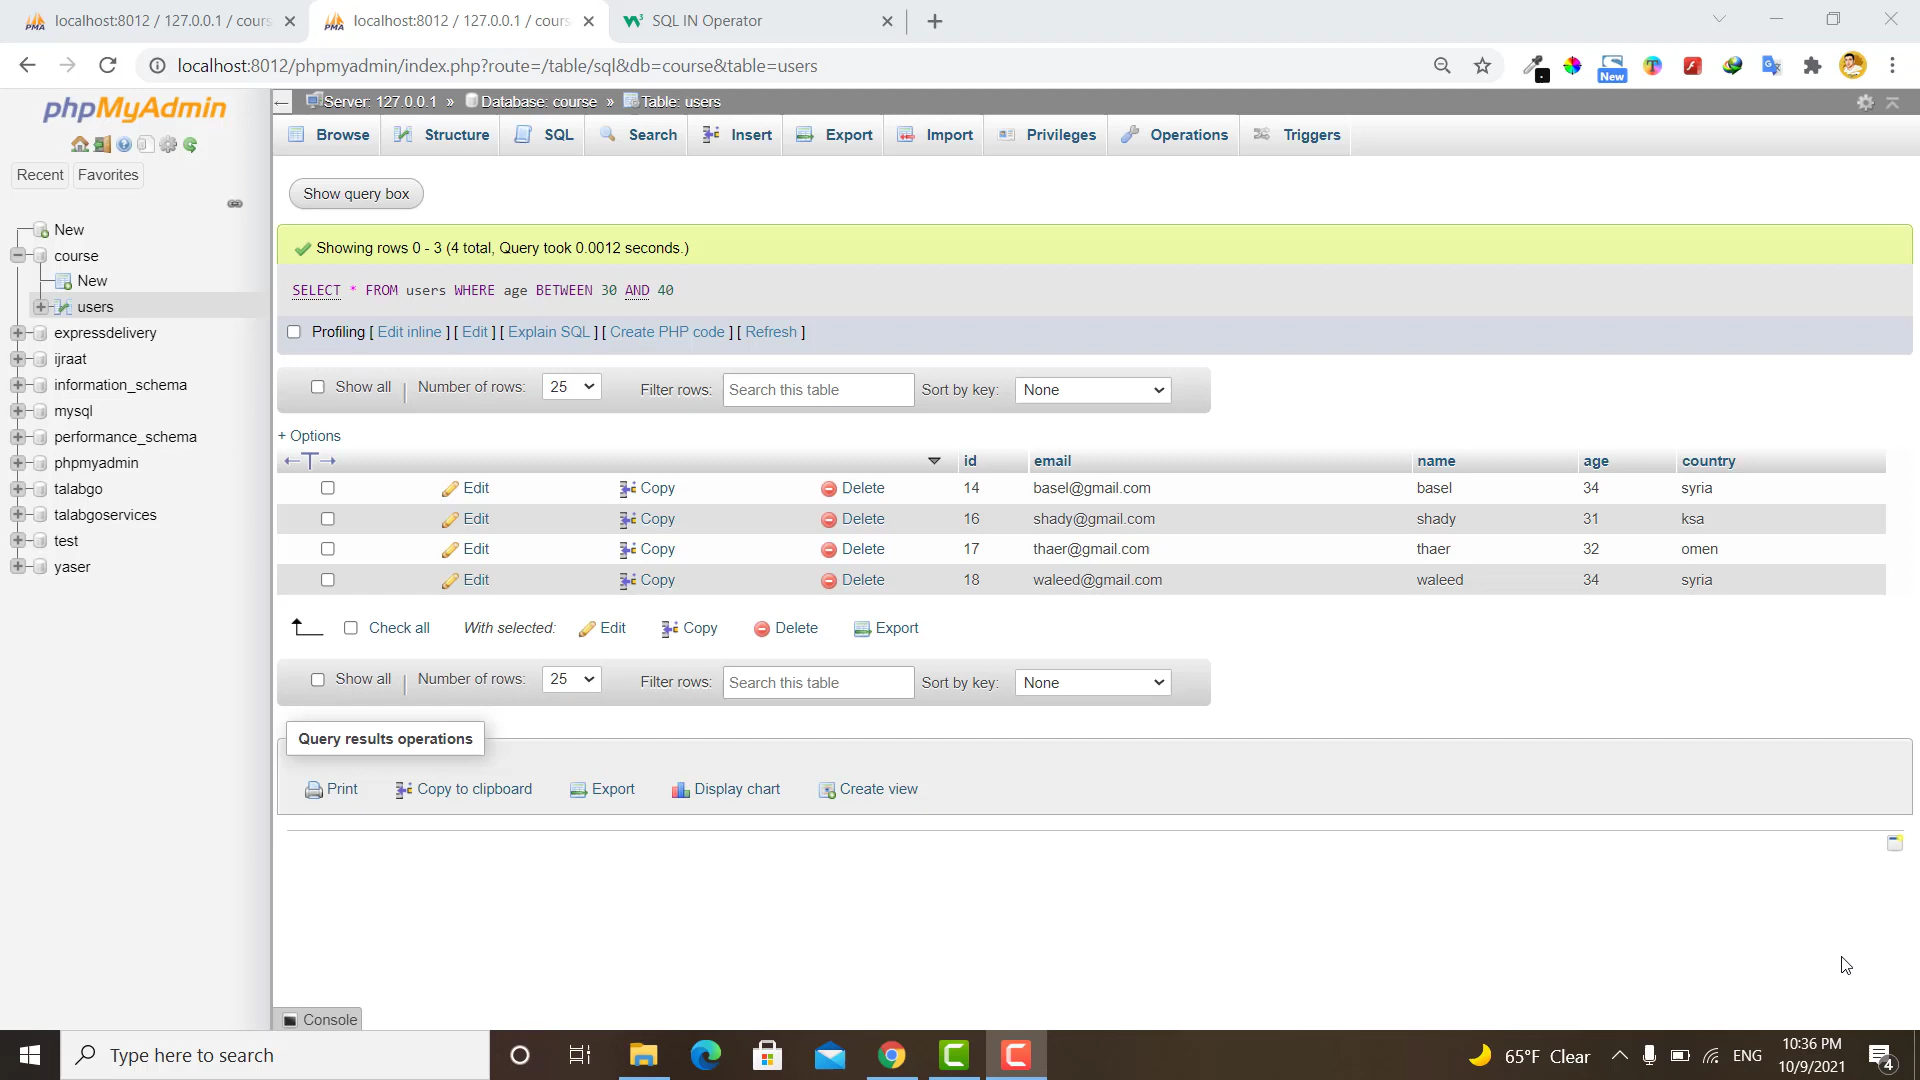 localhost:8012 / 127.0.0.1 / cours
localhost:8012 / 127.0.0.1 / cours
SQL IN Operator
localhost:8012/phpmyadmin/index.php?route=/table/sql&db=course&table=users
New
phpMyAdmin
Server: 127.0.0.1 » Database: course » Table: users
Browse
Structure
SQL
Search
Insert
Export
Import
Privileges
Operations
Triggers
Recent
Favorites
New
course
New
users
expressdelivery
ijraat
information_schema
mysql
performance_schema
phpmyadmin
talabgo
talabgoservices
test
yaser
Show query box
Showing rows 0 - 3 (4 total, Query took 0.0012 seconds.)
SELECT * FROM users WHERE age BETWEEN 30 AND 40
Profiling [ Edit inline ] [ Edit ] [ Explain SQL ] [ Create PHP code ] [ Refresh ]
Show all | Number of rows: 25 Filter rows: Search this table Sort by key: None
+ Options
id email name age country
Edit Copy Delete 14 basel@gmail.com basel 34 syria
Edit Copy Delete 16 shady@gmail.com shady 31 ksa
Edit Copy Delete 17 thaer@gmail.com thaer 32 omen
Edit Copy Delete 18 waleed@gmail.com waleed 34 syria
Check all With selected: Edit Copy Delete Export
Show all | Number of rows: 25 Filter rows: Search this table Sort by key: None
Query results operations
Print Copy to clipboard Export Display chart Create view
Console
Type here to search
65°F Clear
ENG
10:36 PM
10/9/2021
4